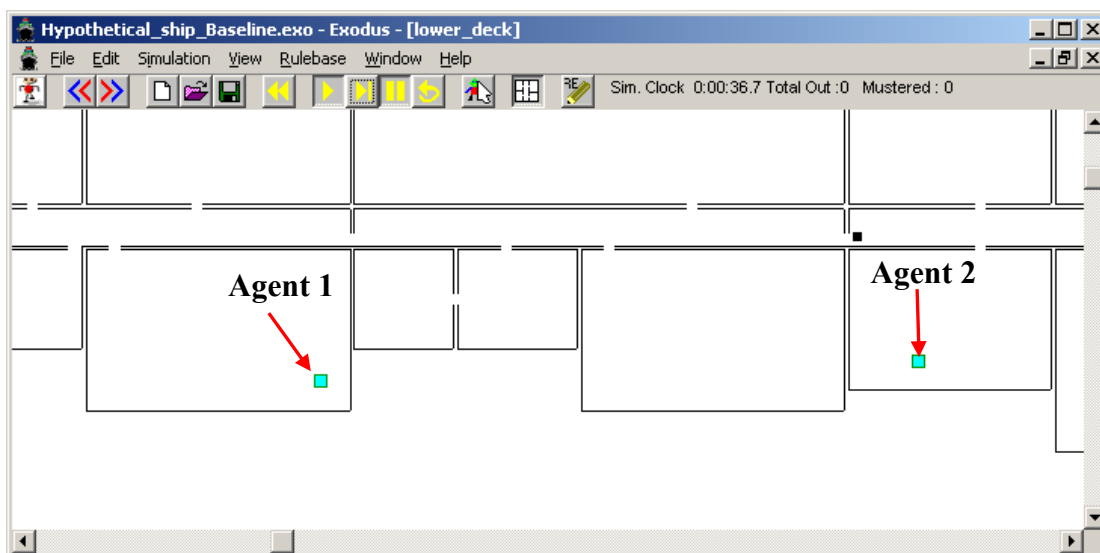 Hypothetical_ship_Baseline.exo - Exodus - [lower_deck]
File Edit Simulation View Rulebase Window Help
RE Sim. Clock 0:00:36.7 Total Out :0 Mustered : 0
Agent 1
Agent 2